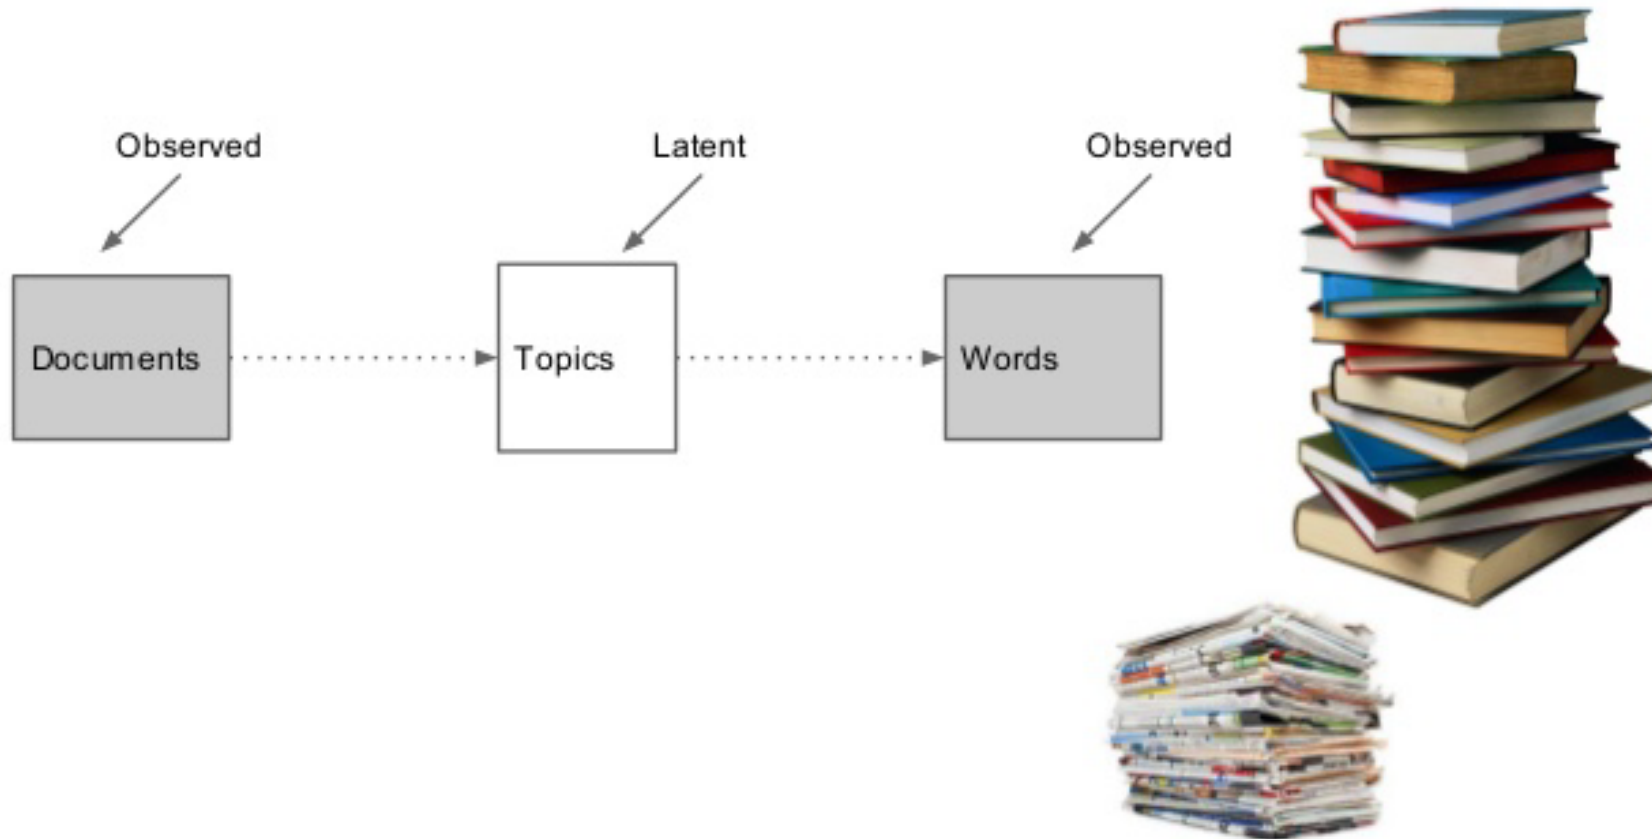 Observed
Latent
Observed
Documents
Topics
Words